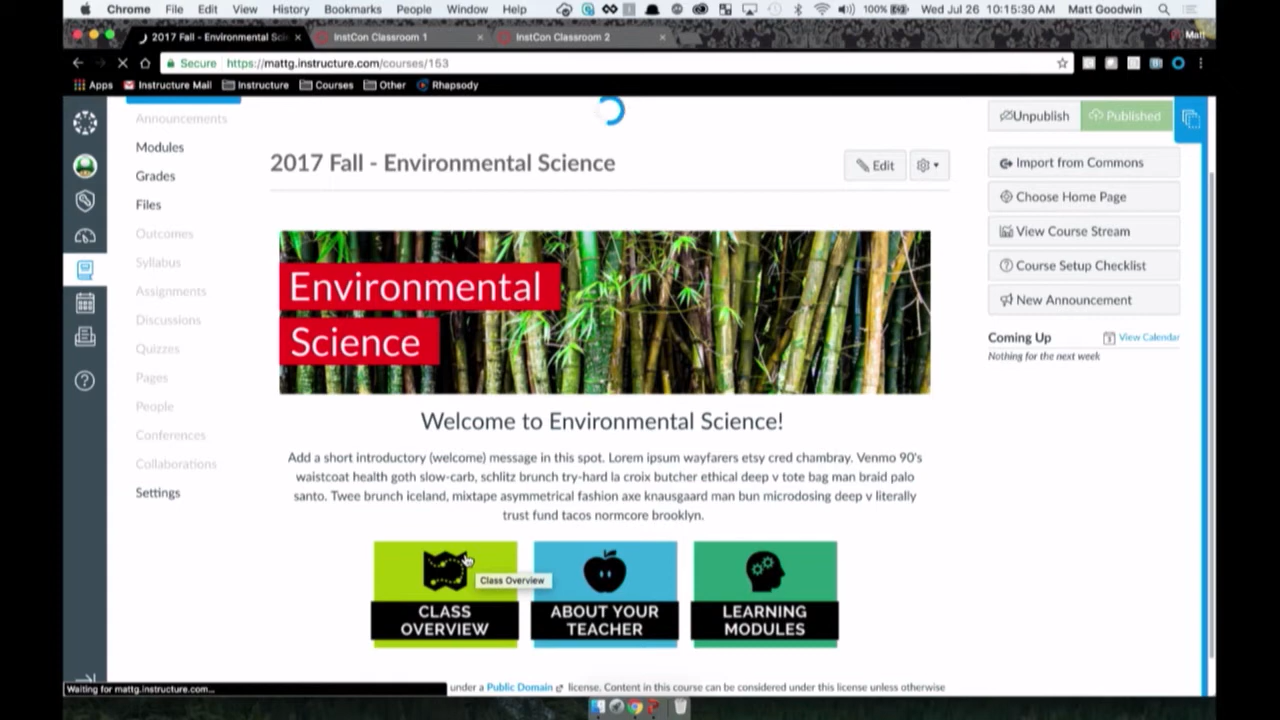 Chrome File Edit View History Bookmarks People Window Help 100% Wed Jul 26 10:15:30 AM Matt Goodwin
2017 Fall - Environmental Sci InstCon Classroom 1 InstCon Classroom 2 Matt
Secure https://mattg.instructure.com/courses/153
Apps Instructure Mail Instructure Courses Other Rhapsody
Announcements
Modules
Grades
Files
Outcomes
Syllabus
Assignments
Discussions
Quizzes
Pages
People
Conferences
Collaborations
Settings
2017 Fall - Environmental Science
Edit
Environmental
Science
Welcome to Environmental Science!
Add a short introductory (welcome) message in this spot. Lorem ipsum wayfarers etsy cred chambray. Venmo 90's
waistcoat health goth slow-carb, schlitz brunch try-hard la croix butcher ethical deep v tote bag man braid palo
santo. Twee brunch iceland, mixtape asymmetrical fashion axe knausgaard man bun microdosing deep v literally
trust fund tacos normcore brooklyn.
Class Overview
CLASS
OVERVIEW
ABOUT YOUR
TEACHER
LEARNING
MODULES
Unpublish Published
Import from Commons
Choose Home Page
View Course Stream
Course Setup Checklist
New Announcement
Coming Up View Calendar
Nothing for the next week
Waiting for mattg.instructure.com...
under a Public Domain license. Content in this course can be considered under this license unless otherwise